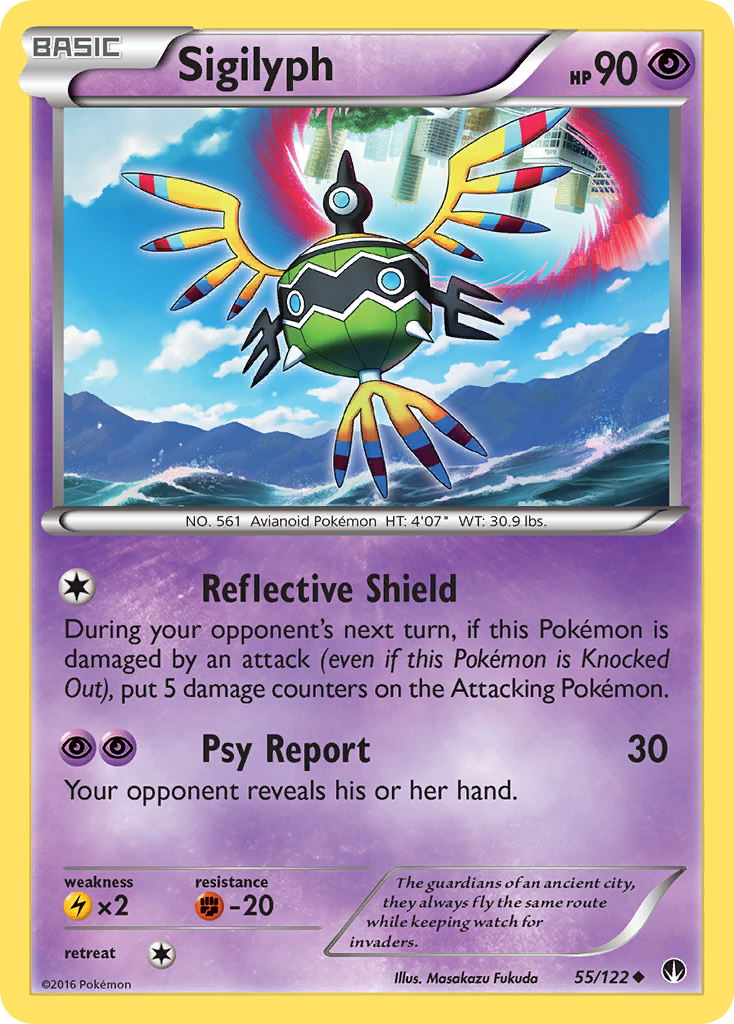 BASIC
Sigilyph
HP 90
NO. 561 Avianoid Pokémon HT: 4'07" WT: 30.9 lbs.
Reflective Shield
During your opponent's next turn, if this Pokémon is
damaged by an attack (even if this Pokémon is Knocked
Out), put 5 damage counters on the Attacking Pokémon.
Psy Report 30
Your opponent reveals his or her hand.
weakness
×2
resistance
-20
retreat
The guardians of an ancient city,
they always fly the same route
while keeping watch for
invaders.
©2016 Pokémon
Illus. Masakazu Fukuda
55/122